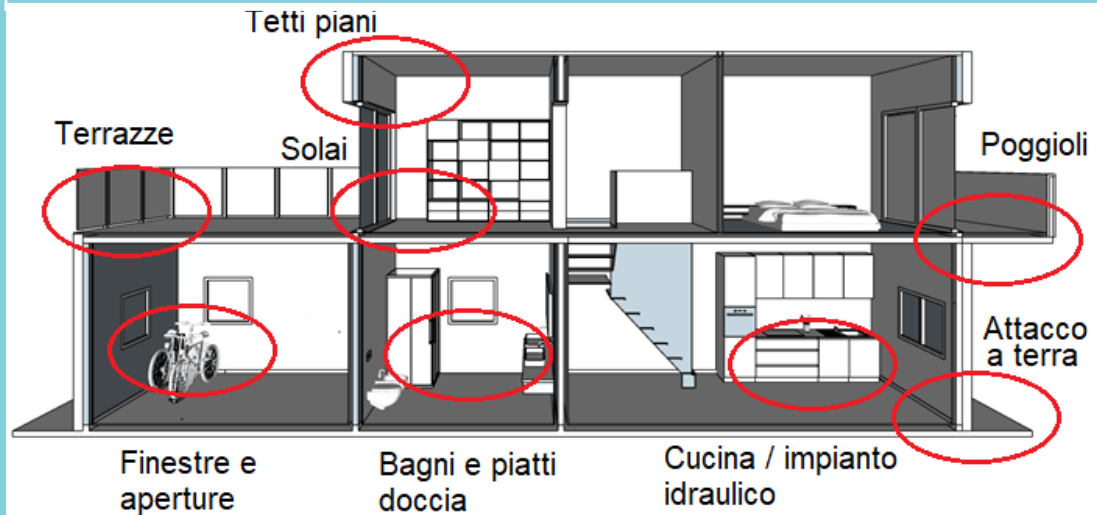 Tetti piani
Terrazze
Solai
Poggioli
Attacco
a terra
Finestre e
aperture
Bagni e piatti
doccia
Cucina / impianto
idraulico